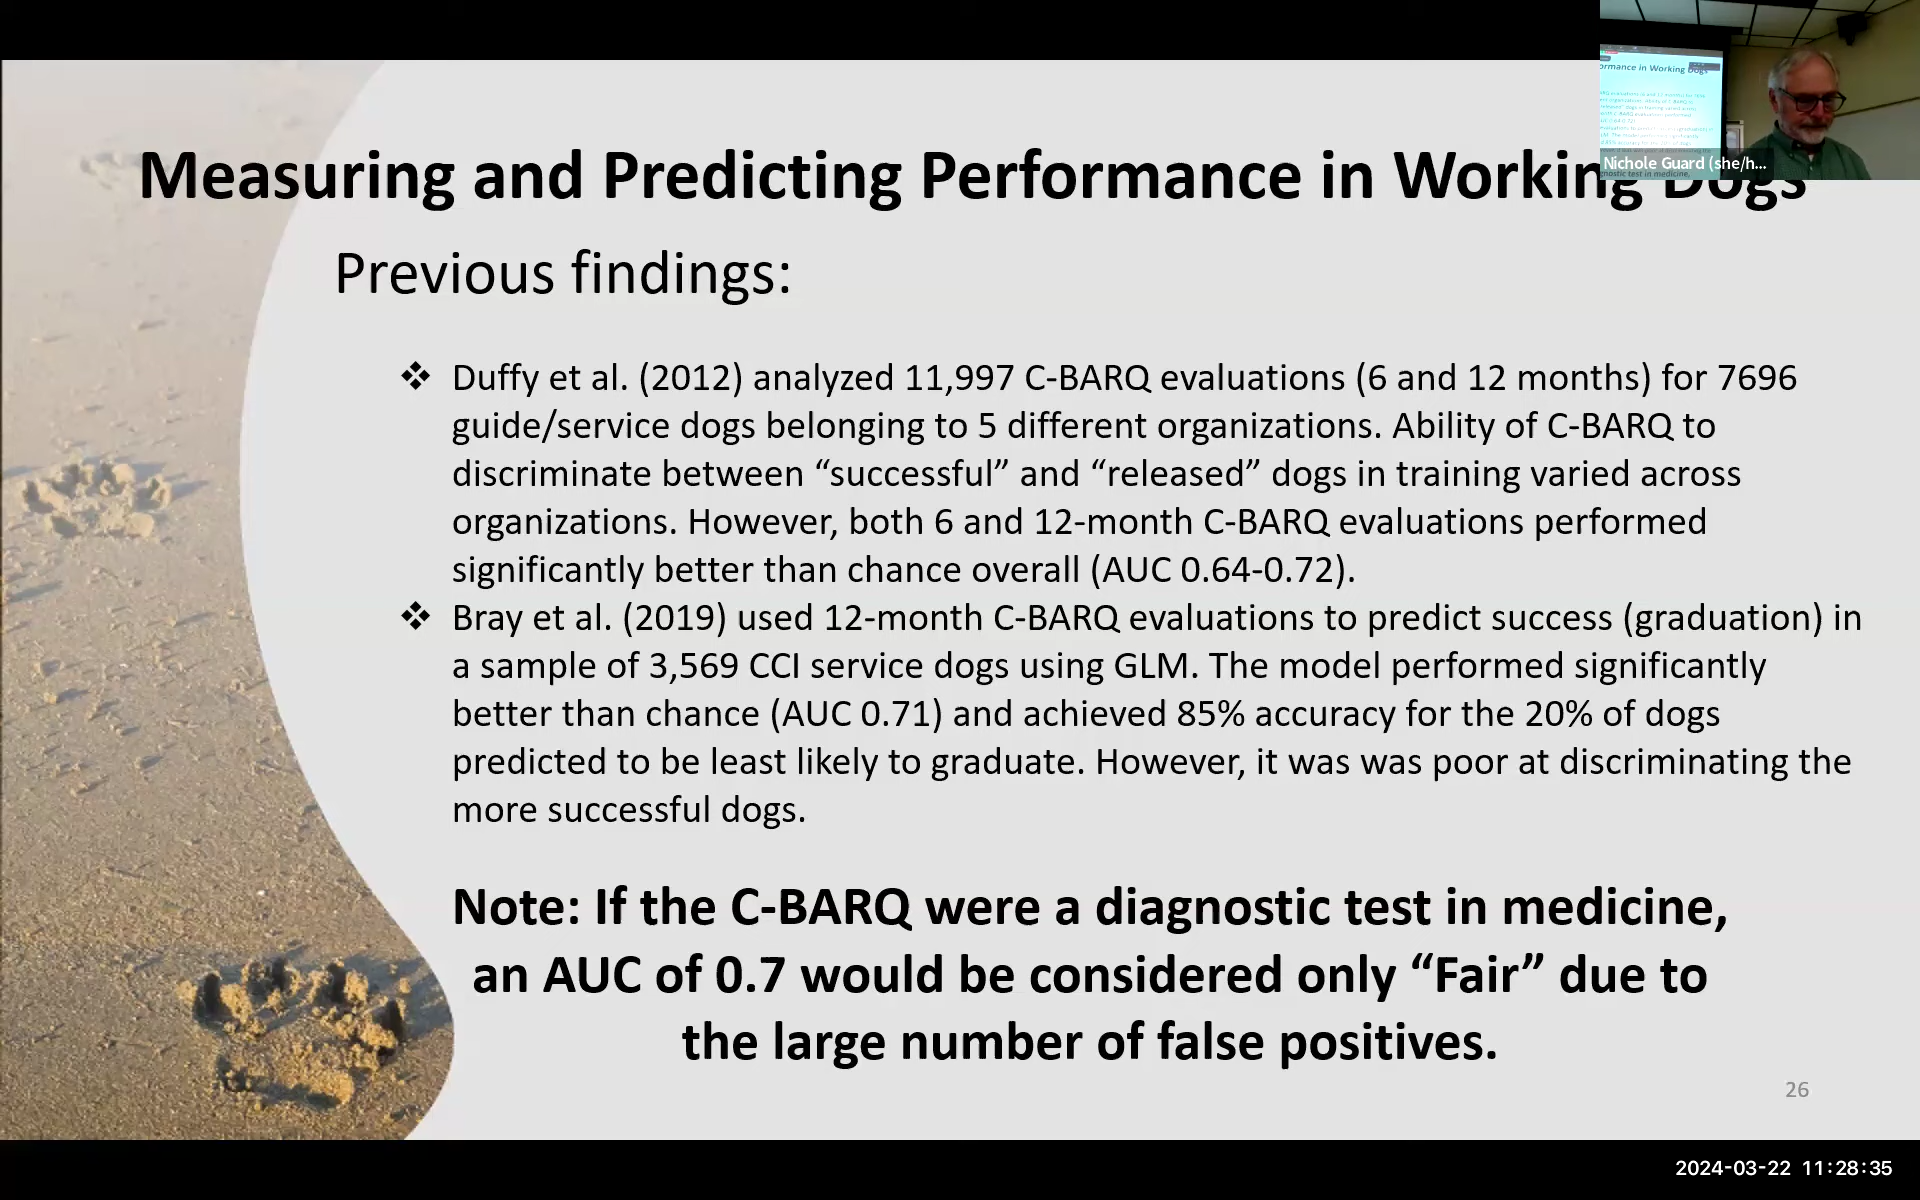 Measuring and Predicting Performance in Working Dogs
Nichole Guard (she/h...
Previous findings:
❖ Duffy et al. (2012) analyzed 11,997 C-BARQ evaluations (6 and 12 months) for 7696
guide/service dogs belonging to 5 different organizations. Ability of C-BARQ to
discriminate between “successful” and “released” dogs in training varied across
organizations. However, both 6 and 12-month C-BARQ evaluations performed
significantly better than chance overall (AUC 0.64-0.72).
❖ Bray et al. (2019) used 12-month C-BARQ evaluations to predict success (graduation) in
a sample of 3,569 CCI service dogs using GLM. The model performed significantly
better than chance (AUC 0.71) and achieved 85% accuracy for the 20% of dogs
predicted to be least likely to graduate. However, it was was poor at discriminating the
more successful dogs.
Note: If the C-BARQ were a diagnostic test in medicine,
an AUC of 0.7 would be considered only “Fair” due to
the large number of false positives.
26
2024-03-22 11:28:35